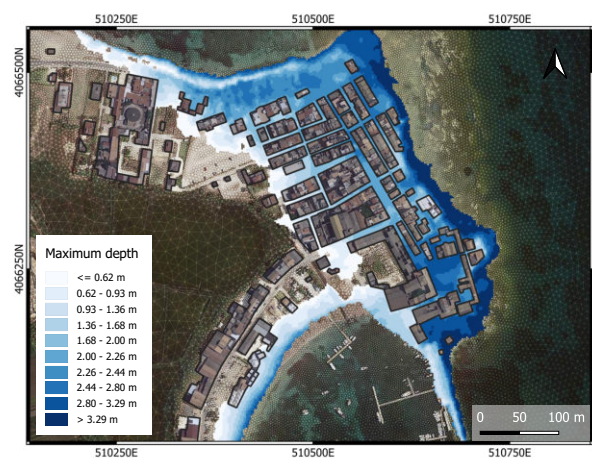 510250E 510500E 510750E
4066500N
4066500N
4066250N
4066250N
Maximum depth
<= 0.62 m
0.62 - 0.93 m
0.93 - 1.36 m
1.36 - 1.68 m
1.68 - 2.00 m
2.00 - 2.26 m
2.26 - 2.44 m
2.44 - 2.80 m
2.80 - 3.29 m
> 3.29 m
0 50 100 m
510250E 510500E 510750E